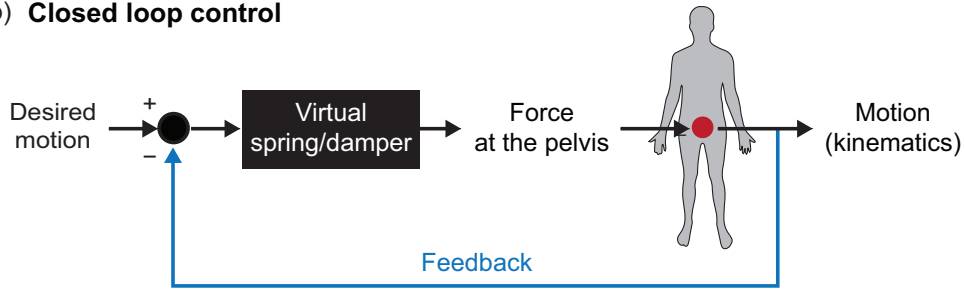 ) Closed loop control
Desired
motion
+
−
Virtual
spring/damper
Force
at the pelvis
Motion
(kinematics)
Feedback